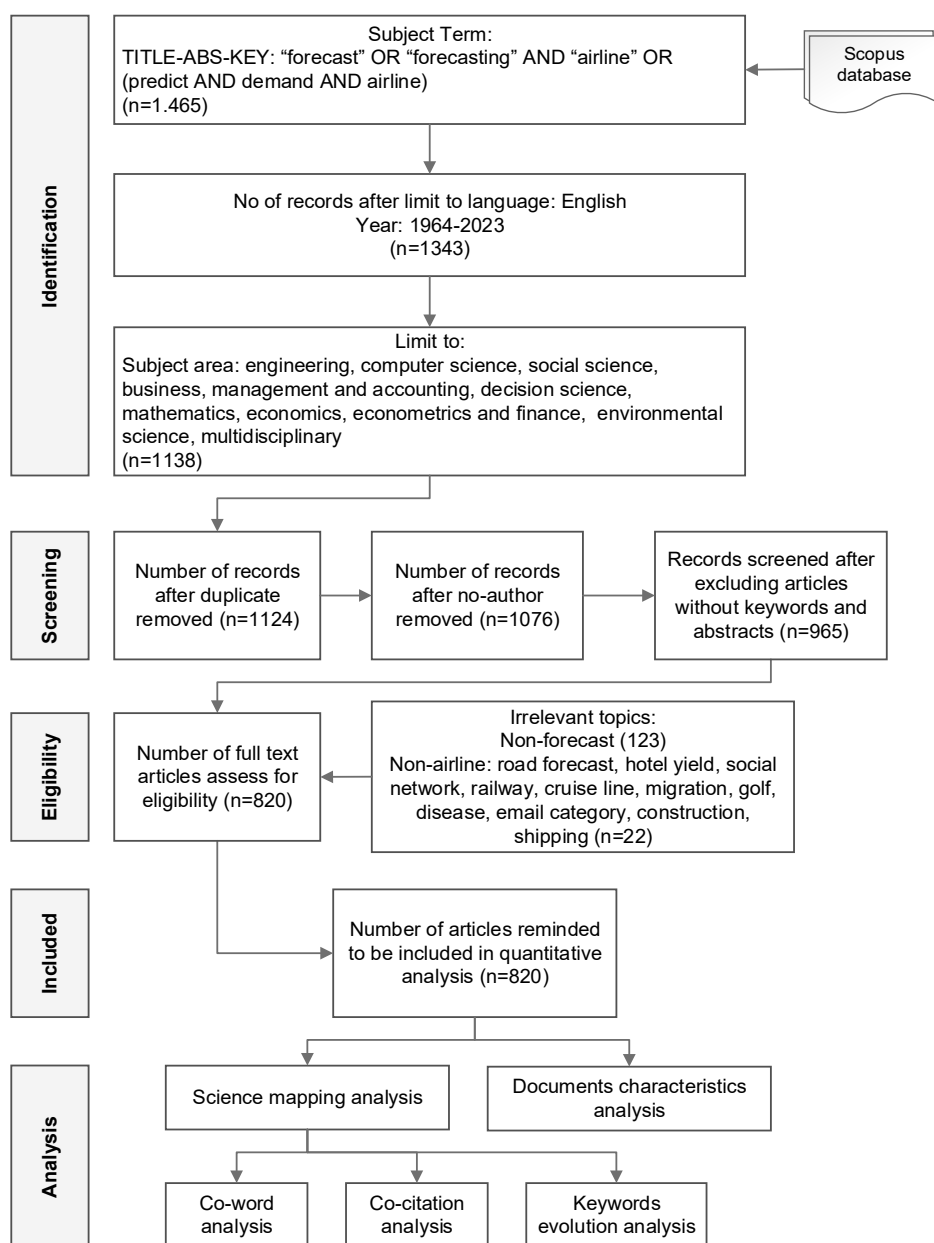 Subject Term:
TITLE-ABS-KEY: “forecast” OR “forecasting” AND “airline” OR
(predict AND demand AND airline)
(n=1.465)
Scopus
database
Identification
No of records after limit to language: English
Year: 1964-2023
(n=1343)
Limit to:
Subject area: engineering, computer science, social science,
business, management and accounting, decision science,
mathematics, economics, econometrics and finance, environmental
science, multidisciplinary
(n=1138)
Screening
Number of records
after duplicate
removed (n=1124)
Number of records
after no-author
removed (n=1076)
Records screened after
excluding articles
without keywords and
abstracts (n=965)
Eligibility
Number of full text
articles assess for
eligibility (n=820)
Irrelevant topics:
Non-forecast (123)
Non-airline: road forecast, hotel yield, social
network, railway, cruise line, migration, golf,
disease, email category, construction,
shipping (n=22)
Included
Number of articles reminded
to be included in quantitative
analysis (n=820)
Analysis
Science mapping analysis
Documents characteristics
analysis
Co-word
analysis
Co-citation
analysis
Keywords
evolution analysis